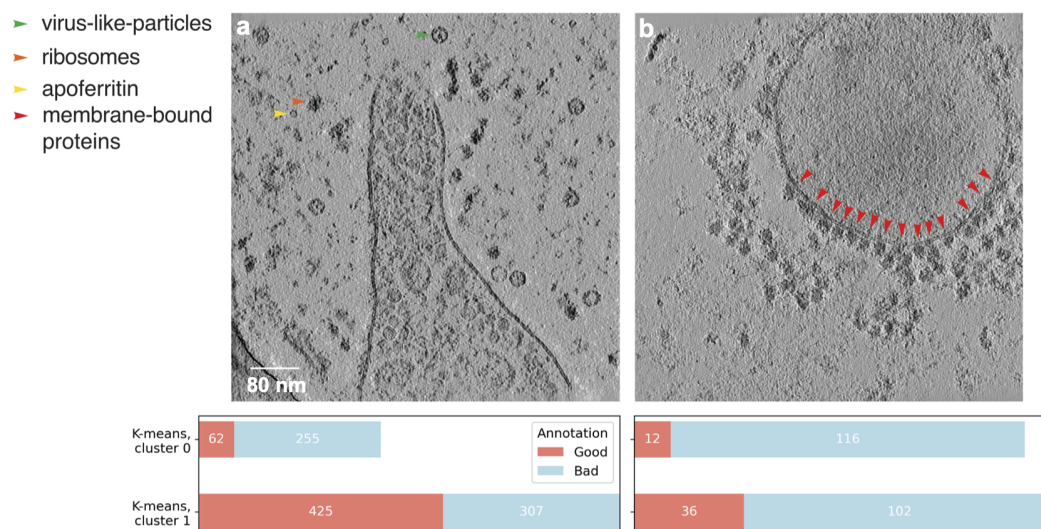 virus-like-particles
ribosomes
apoferritin
membrane-bound
proteins
a
b
80 nm
K-means,
cluster 0
62 255
Annotation
Good
Bad
12 116
K-means,
cluster 1
425 307
36 102